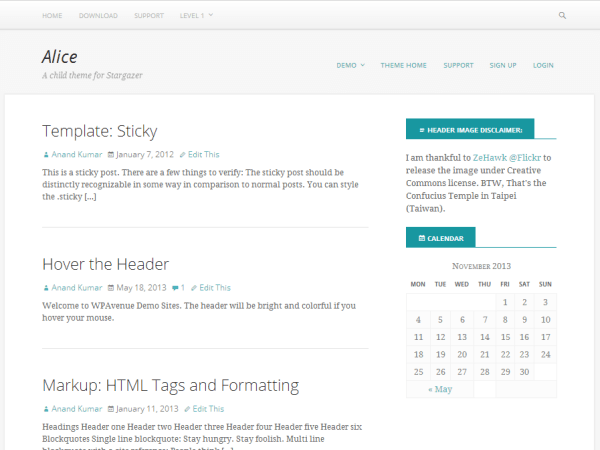 HOME DOWNLOAD SUPPORT LEVEL 1
Alice
A child theme for Stargazer
DEMO THEME HOME SUPPORT SIGN UP LOGIN
Template: Sticky
Anand Kumar January 7, 2012 Edit This
This is a sticky post. There are a few things to verify: The sticky post should be
distinctly recognizable in some way in comparison to normal posts. You can style
the .sticky [...]
Hover the Header
Anand Kumar May 18, 2013 1 Edit This
Welcome to WPAvenue Demo Sites. The header will be bright and colorful if you
hover your mouse.
Markup: HTML Tags and Formatting
Anand Kumar January 11, 2013 Edit This
Headings Header one Header two Header three Header four Header five Header six
Blockquotes Single line blockquote: Stay hungry. Stay foolish. Multi line
blockquote with a cite reference: People think [...]
HEADER IMAGE DISCLAIMER:
I am thankful to ZeHawk @Flickr to
release the image under Creative
Commons license. BTW, That's the
Confucius Temple in Taipei
(Taiwan).
CALENDAR
NOVEMBER 2013
MON TUE WED THU FRI SAT SUN
1 2 3
4 5 6 7 8 9 10
11 12 13 14 15 16 17
18 19 20 21 22 23 24
25 26 27 28 29 30
« May